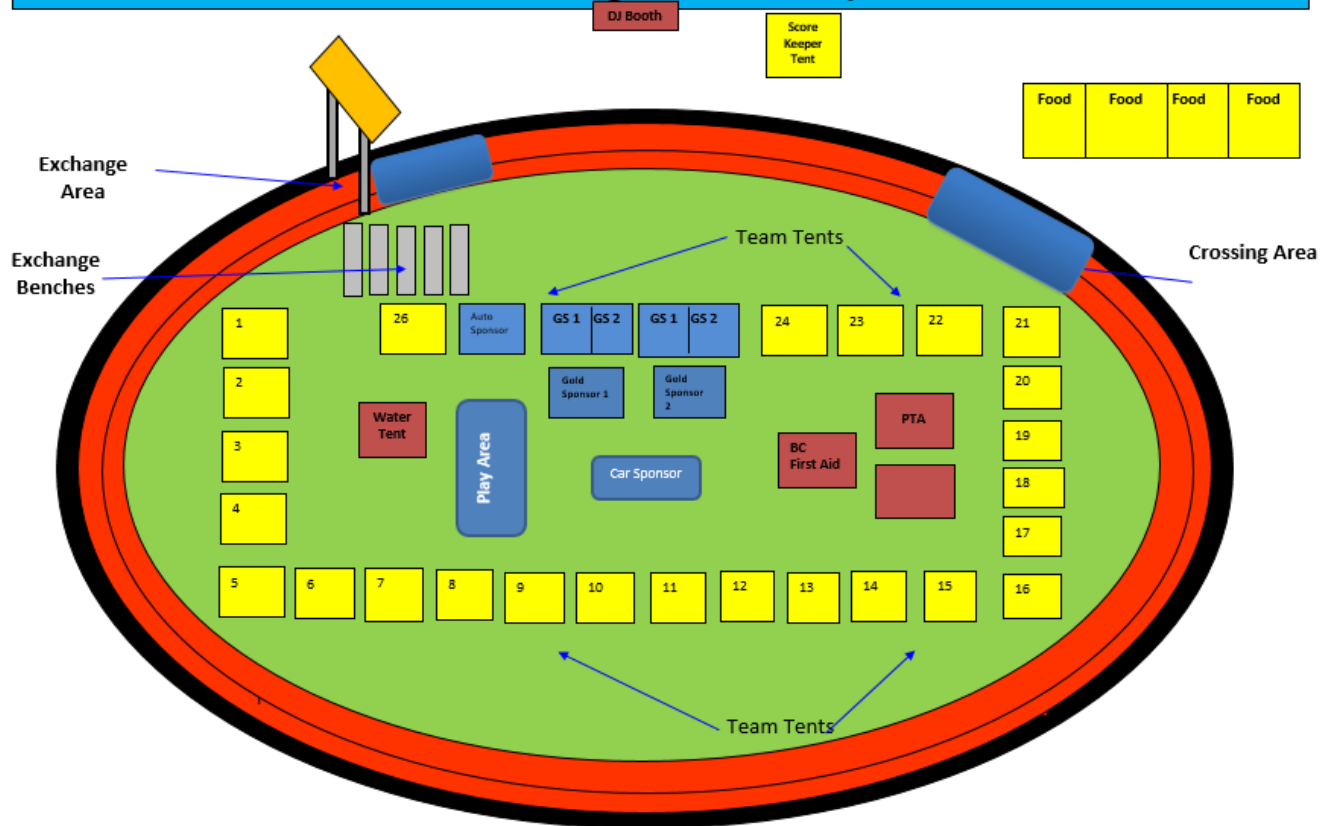 DJ Booth
Score
Keeper
Tent
Food Food Food Food
Exchange
Area
Team Tents
Crossing Area
Exchange
Benches
1
26
Auto
Sponsor
GS 1 GS 2
GS 1 GS 2
24
23
22
21
2
Gold
Sponsor 1
Gold
Sponsor
2
20
Water
Tent
Play Area
PTA
3
19
BC
First Aid
Car Sponsor
18
4
17
5
6
7
8
9
10
11
12
13
14
15
16
Team Tents